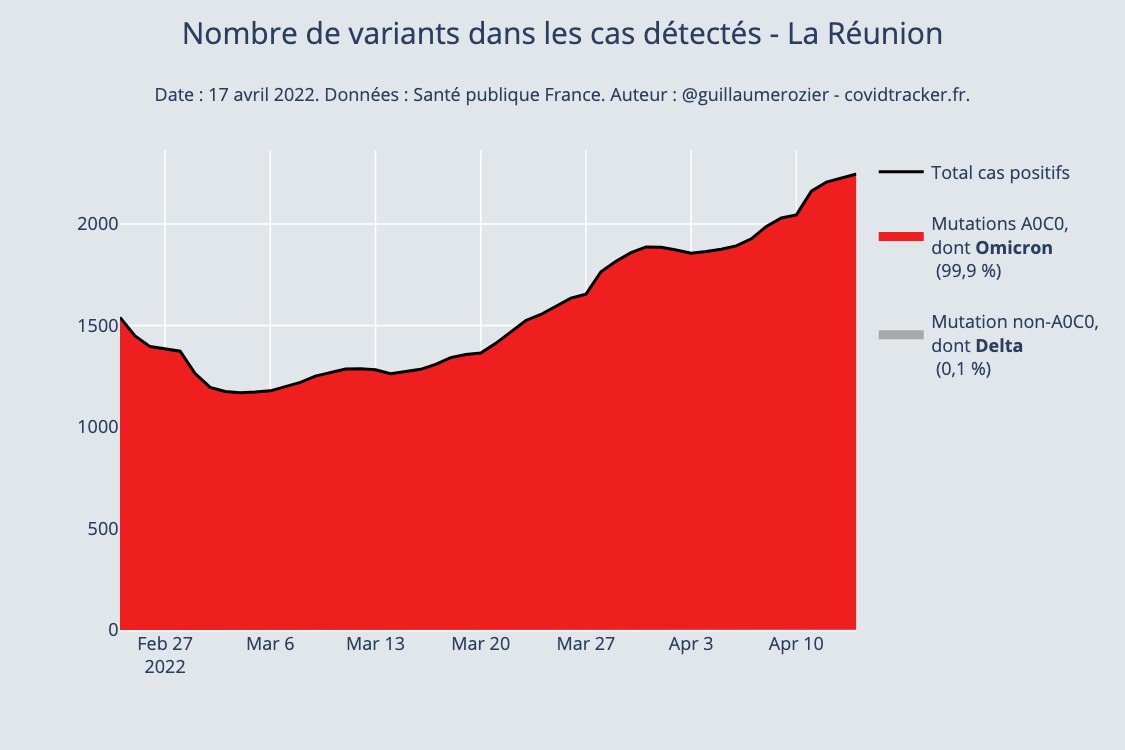 Nombre de variants dans les cas détectés - La Réunion
Date : 17 avril 2022. Données : Santé publique France. Auteur : @guillaumerozier - covidtracker.fr.
Total cas positifs
Mutations A0C0,
dont Omicron
(99,9 %)
Mutation non-A0C0,
dont Delta
(0,1 %)
2000
1500
1000
500
0
Feb 27 Mar 6 Mar 13 Mar 20 Mar 27 Apr 3 Apr 10
2022